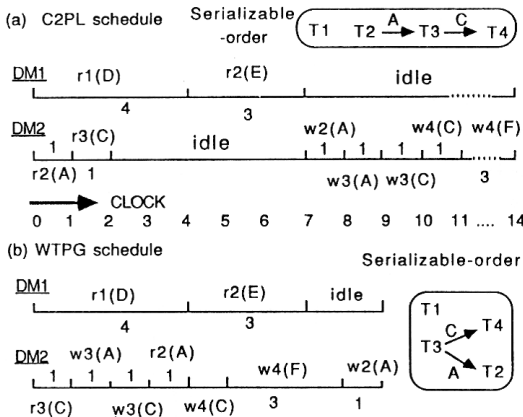 (a) C2PL schedule
Serializable
-order
T1 T2 A T3 C T4
DM1 r1(D) r2(E) idle
4 3
DM2 r3(C) idle w2(A) w4(C) w4(F)
1 1 1 1 1
r2(A) 1 w3(A) w3(C) 3
CLOCK
0 1 2 3 4 5 6 7 8 9 10 11 .... 14
(b) WTPG schedule
Serializable-order
DM1 r1(D) r2(E) idle
4 3
T1
C T4
T3
A T2
DM2 w3(A) r2(A) w4(F) w2(A)
1 1 1 1 1 3 1
r3(C) w3(C) w4(C)